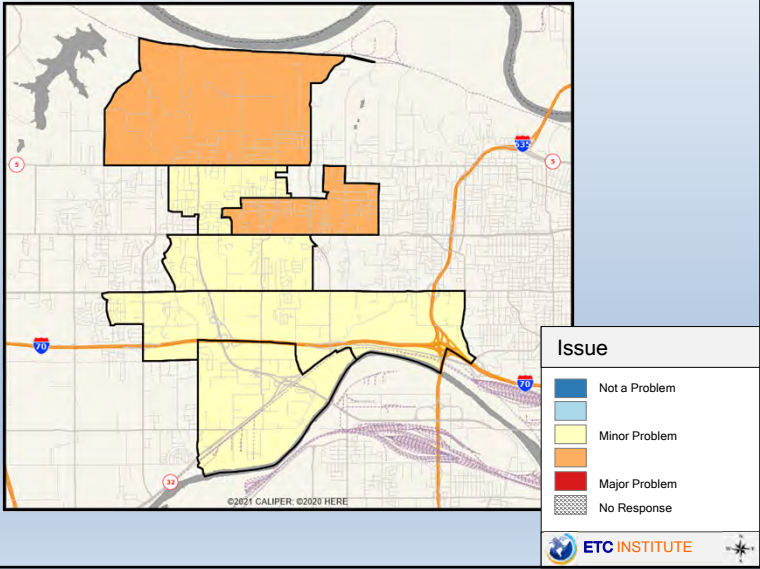 635
5
5
70
70
32
©2021 CALIPER; ©2020 HERE
Issue
Not a Problem
Minor Problem
Major Problem
No Response
ETC INSTITUTE